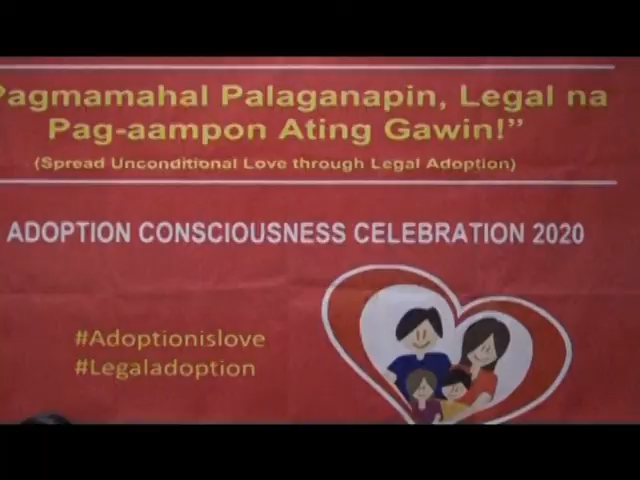 Pagmamahal Palaganapin, Legal na
Pag-aampon Ating Gawin!”
(Spread Unconditional Love through Legal Adoption)
ADOPTION CONSCIOUSNESS CELEBRATION 2020
#Adoptionislove
#Legaladoption